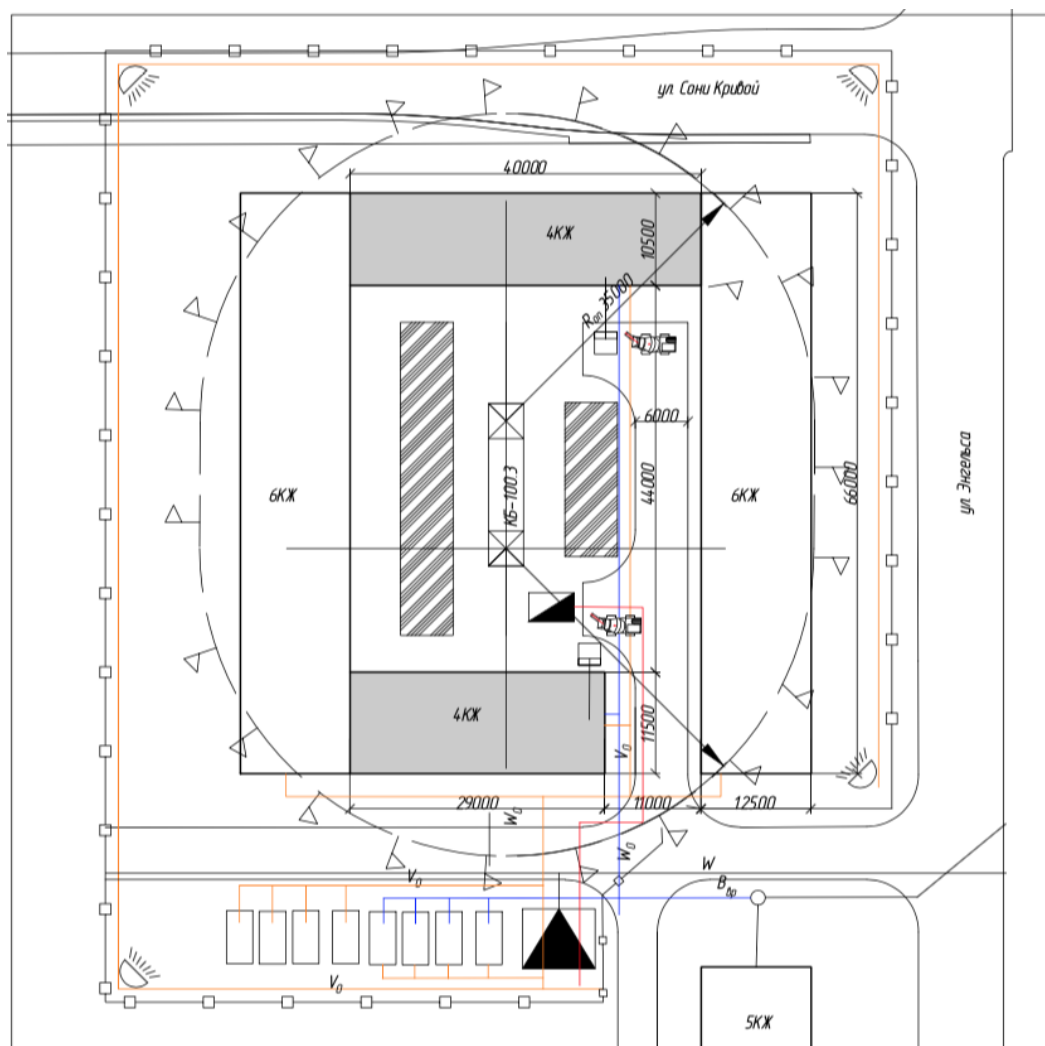 ул Сони Кривой
40000
4КЖ
10500
Rоп 35000
6000
КБ-100.3
44000
6КЖ
6КЖ
66000
ул Энгельса
4КЖ
11500
V0
29000
11000
12500
W0
W0
V0
W
Bвр
V0
5КЖ